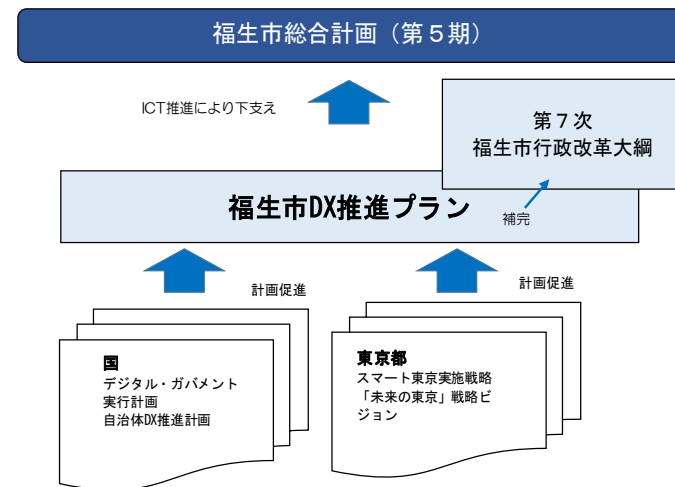 福生市総合計画（第５期）
ICT推進により下支え
第７次
福生市行政改革大綱
福生市DX推進プラン
補完
計画促進
計画促進
国
デジタル・ガバメント
実行計画
自治体DX推進計画
東京都
スマート東京実施戦略
「未来の東京」戦略ビ
ジョン